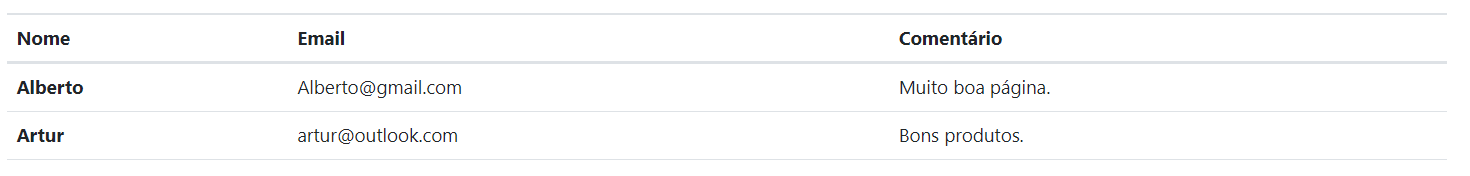 Nome Email Comentário
Alberto Alberto@gmail.com Muito boa página.
Artur artur@outlook.com Bons produtos.